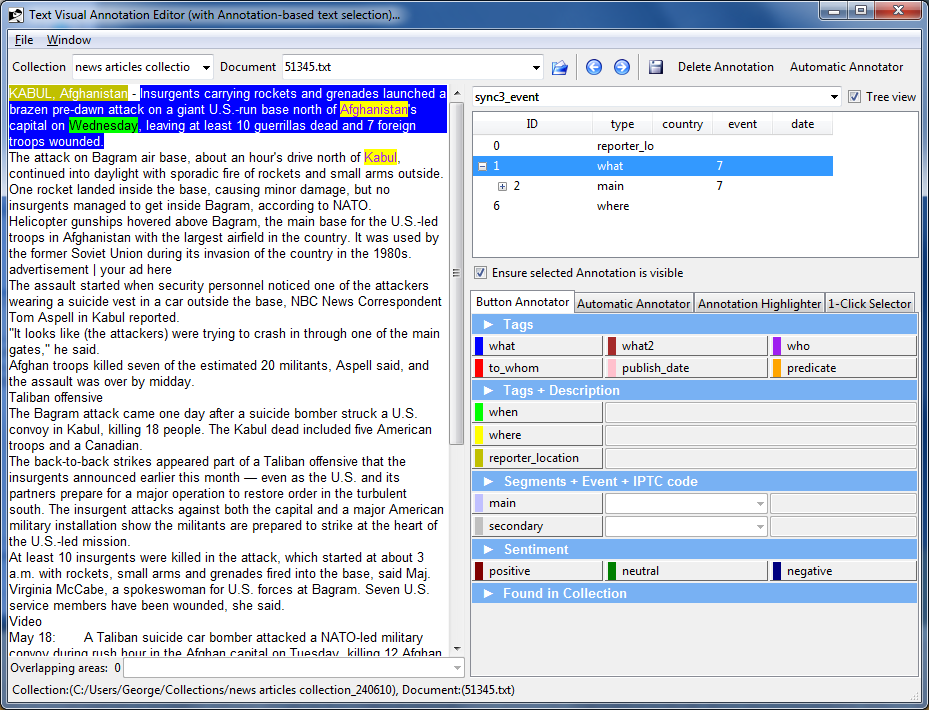 Text Visual Annotation Editor (with Annotation-based text selection)...
File Window
Collection news articles collectio Document 51345.txt Delete Annotation Automatic Annotator
KABUL, Afghanistan - Insurgents carrying rockets and grenades launched a
brazen pre-dawn attack on a giant U.S.-run base north of Afghanistan's
capital on Wednesday, leaving at least 10 guerrillas dead and 7 foreign
troops wounded.
The attack on Bagram air base, about an hour's drive north of Kabul,
continued into daylight with sporadic fire of rockets and small arms outside.
One rocket landed inside the base, causing minor damage, but no
insurgents managed to get inside Bagram, according to NATO.
Helicopter gunships hovered above Bagram, the main base for the U.S.-led
troops in Afghanistan with the largest airfield in the country. It was used by
the former Soviet Union during its invasion of the country in the 1980s.
advertisement | your ad here
The assault started when security personnel noticed one of the attackers
wearing a suicide vest in a car outside the base, NBC News Correspondent
Tom Aspell in Kabul reported.
"It looks like (the attackers) were trying to crash in through one of the main
gates," he said.
Afghan troops killed seven of the estimated 20 militants, Aspell said, and
the assault was over by midday.
Taliban offensive
The Bagram attack came one day after a suicide bomber struck a U.S.
convoy in Kabul, killing 18 people. The Kabul dead included five American
troops and a Canadian.
The back-to-back strikes appeared part of a Taliban offensive that the
insurgents announced earlier this month — even as the U.S. and its
partners prepare for a major operation to restore order in the turbulent
south. The insurgent attacks against both the capital and a major American
military installation show the militants are prepared to strike at the heart of
the U.S.-led mission.
At least 10 insurgents were killed in the attack, which started at about 3
a.m. with rockets, small arms and grenades fired into the base, said Maj.
Virginia McCabe, a spokeswoman for U.S. forces at Bagram. Seven U.S.
service members have been wounded, she said.
Video
May 18: A Taliban suicide car bomber attacked a NATO-led military
convoy during rush hour in the Afghan capital on Tuesday, killing 12 Afghan
Overlapping areas: 0
sync3_event Tree view
ID type country event date
0 reporter_lo
1 what 7
2 main 7
6 where
Ensure selected Annotation is visible
Button Annotator Automatic Annotator Annotation Highlighter 1-Click Selector
Tags
what what2 who
to_whom publish_date predicate
Tags + Description
when
where
reporter_location
Segments + Event + IPTC code
main
secondary
Sentiment
positive neutral negative
Found in Collection
Collection:(C:/Users/George/Collections/news articles collection_240610), Document:(51345.txt)